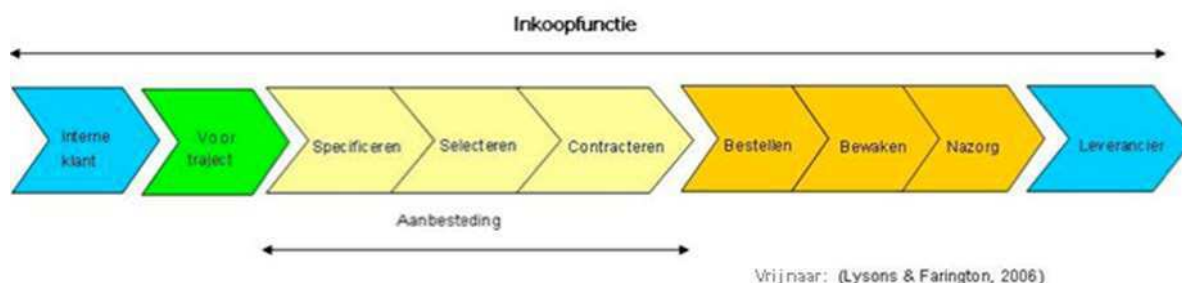 Inkoopfunctie
Interne
klant
Voor
traject
Specificeren
Selecteren
Contracteren
Bestellen
Bewaken
Nazorg
Leverancier
Aanbesteding
Vrij naar: (Lysons & Farington, 2006)